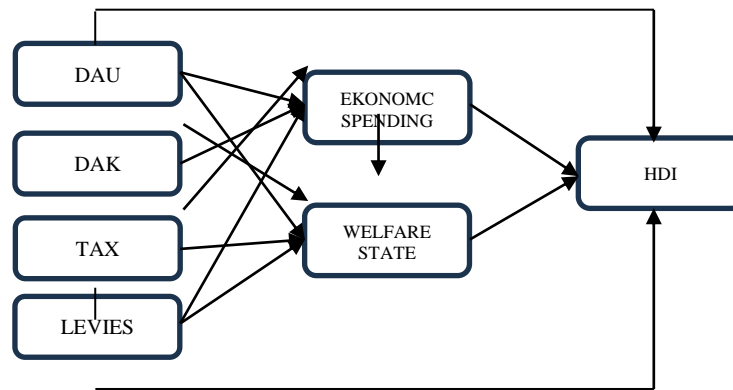 DAU
DAK
TAX
LEVIES
EKONOMC
SPENDING
WELFARE
STATE
HDI